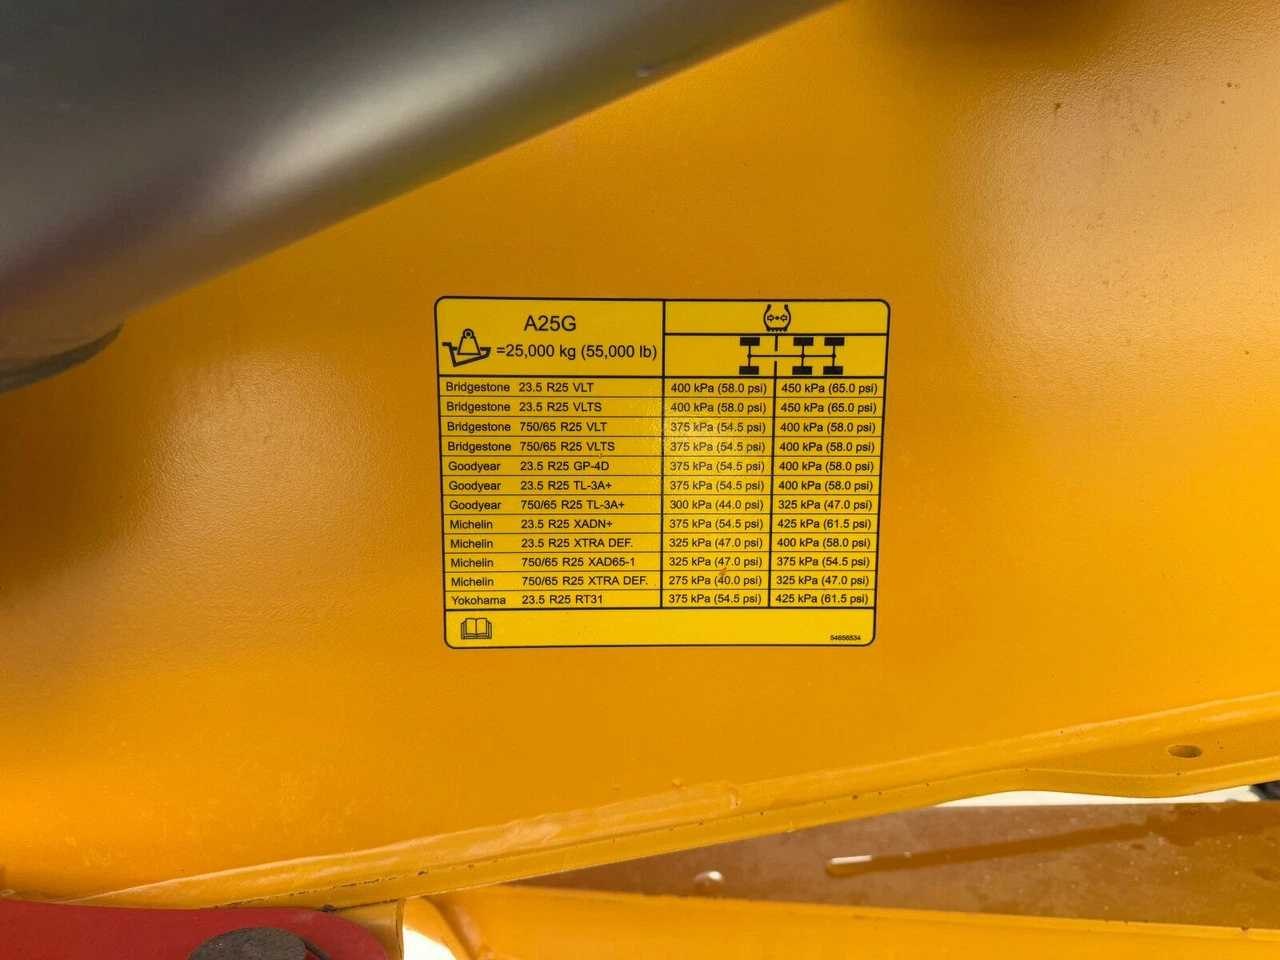 A25G
=25,000 kg (55,000 lb)
Bridgestone 23.5 R25 VLT 400 kPa (58.0 psi) 450 kPa (65.0 psi)
Bridgestone 23.5 R25 VLTS 400 kPa (58.0 psi) 450 kPa (65.0 psi)
Bridgestone 750/65 R25 VLT 375 kPa (54.5 psi) 400 kPa (58.0 psi)
Bridgestone 750/65 R25 VLTS 375 kPa (54.5 psi) 400 kPa (58.0 psi)
Goodyear 23.5 R25 GP-4D 375 kPa (54.5 psi) 400 kPa (58.0 psi)
Goodyear 23.5 R25 TL-3A+ 375 kPa (54.5 psi) 400 kPa (58.0 psi)
Goodyear 750/65 R25 TL-3A+ 300 kPa (44.0 psi) 325 kPa (47.0 psi)
Michelin 23.5 R25 XADN+ 375 kPa (54.5 psi) 425 kPa (61.5 psi)
Michelin 23.5 R25 XTRA DEF. 325 kPa (47.0 psi) 400 kPa (58.0 psi)
Michelin 750/65 R25 XAD65-1 325 kPa (47.0 psi) 375 kPa (54.5 psi)
Michelin 750/65 R25 XTRA DEF. 275 kPa (40.0 psi) 325 kPa (47.0 psi)
Yokohama 23.5 R25 RT31 375 kPa (54.5 psi) 425 kPa (61.5 psi)
54656534